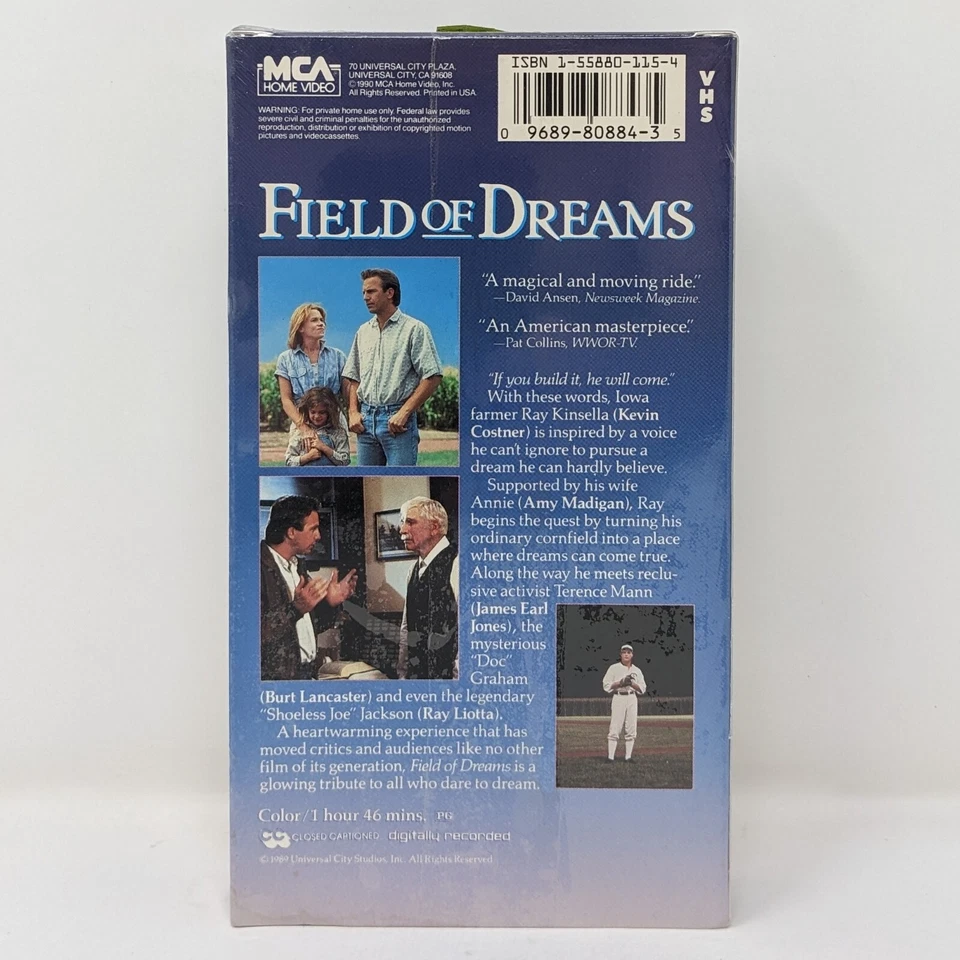 MCA
HOME VIDEO
70 UNIVERSAL CITY PLAZA,
UNIVERSAL CITY, CA 91608
©1990 MCA Home Video, Inc.
All Rights Reserved. Printed in USA.
WARNING: For private home use only. Federal law provides
severe civil and criminal penalties for the unauthorized
reproduction, distribution or exhibition of copyrighted motion
pictures and videocassettes.
ISBN 1-55880-115-4
0 9689-80884-3 5
VHS
FIELD OF DREAMS
"A magical and moving ride."
—David Ansen, Newsweek Magazine.
"An American masterpiece."
—Pat Collins, WWOR-TV.
"If you build it, he will come."
With these words, Iowa
farmer Ray Kinsella (Kevin
Costner) is inspired by a voice
he can't ignore to pursue a
dream he can hardly believe.
Supported by his wife
Annie (Amy Madigan), Ray
begins the quest by turning his
ordinary cornfield into a place
where dreams can come true.
Along the way he meets reclu-
sive activist Terence Mann
(James Earl
Jones), the
mysterious
"Doc"
Graham
(Burt Lancaster) and even the legendary
"Shoeless Joe" Jackson (Ray Liotta).
A heartwarming experience that has
moved critics and audiences like no other
film of its generation, Field of Dreams is a
glowing tribute to all who dare to dream.
Color/1 hour 46 mins. PG
CC CLOSED CAPTIONED digitally recorded
©1989 Universal City Studios, Inc. All Rights Reserved.